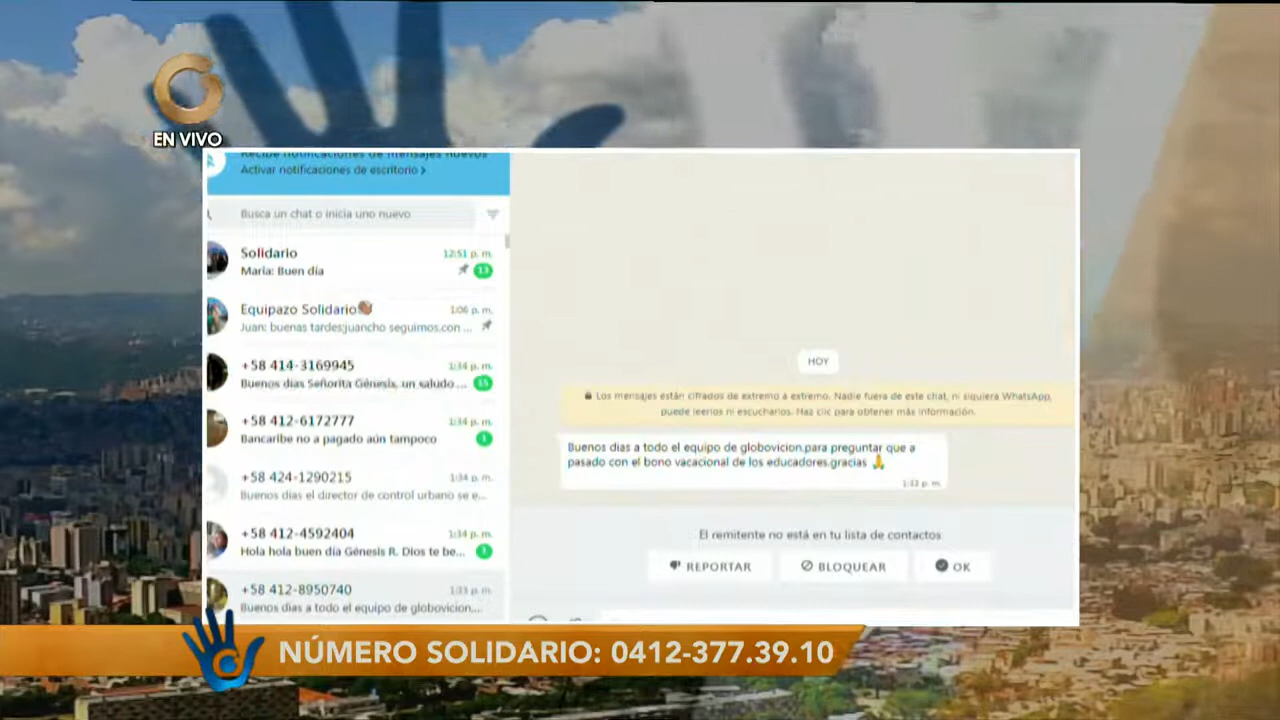 EN VIVO
Recibe notificaciones de mensajes nuevos
Activar notificaciones de escritorio >
Busca un chat o inicia uno nuevo
Solidario
12:51 p. m.
María: Buen día
13
Equipazo Solidario
1:06 p. m.
Juan: buenas tardes;juancho seguimos.con ...
+58 414-3169945
1:34 p. m.
Buenos días Señorita Génesis, un saludo ...
15
+58 412-6172777
1:34 p. m.
Bancaribe no a pagado aún tampoco
1
+58 424-1290215
1:34 p. m.
Buenos días el director de control urbano se e...
+58 412-4592404
1:34 p. m.
Hola hola buen día Génesis R. Dios te be...
1
+58 412-8950740
1:33 p. m.
Buenos dias a todo el equipo de globovicion,...
HOY
Los mensajes están cifrados de extremo a extremo. Nadie fuera de este chat, ni siquiera WhatsApp,
puede leerlos ni escucharlos. Haz clic para obtener más información.
Buenos dias a todo el equipo de globovicion.para preguntar que a
pasado con el bono vacacional de los educadores.gracias 🙏
1:33 p. m.
El remitente no está en tu lista de contactos
REPORTAR
BLOQUEAR
OK
NÚMERO SOLIDARIO: 0412-377.39.10